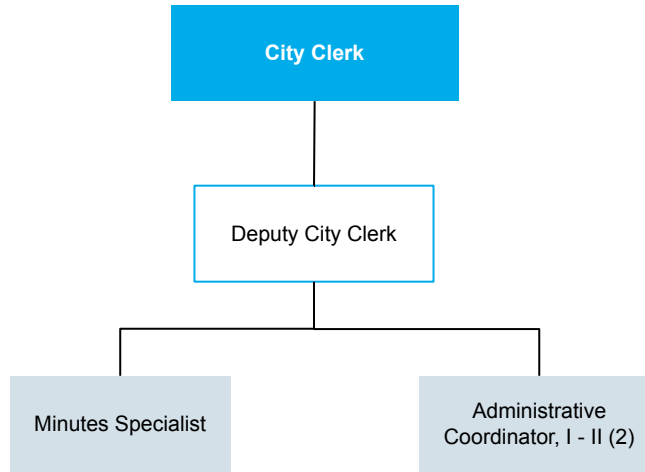 City Clerk
Deputy City Clerk
Minutes Specialist
Administrative
Coordinator, I - II (2)